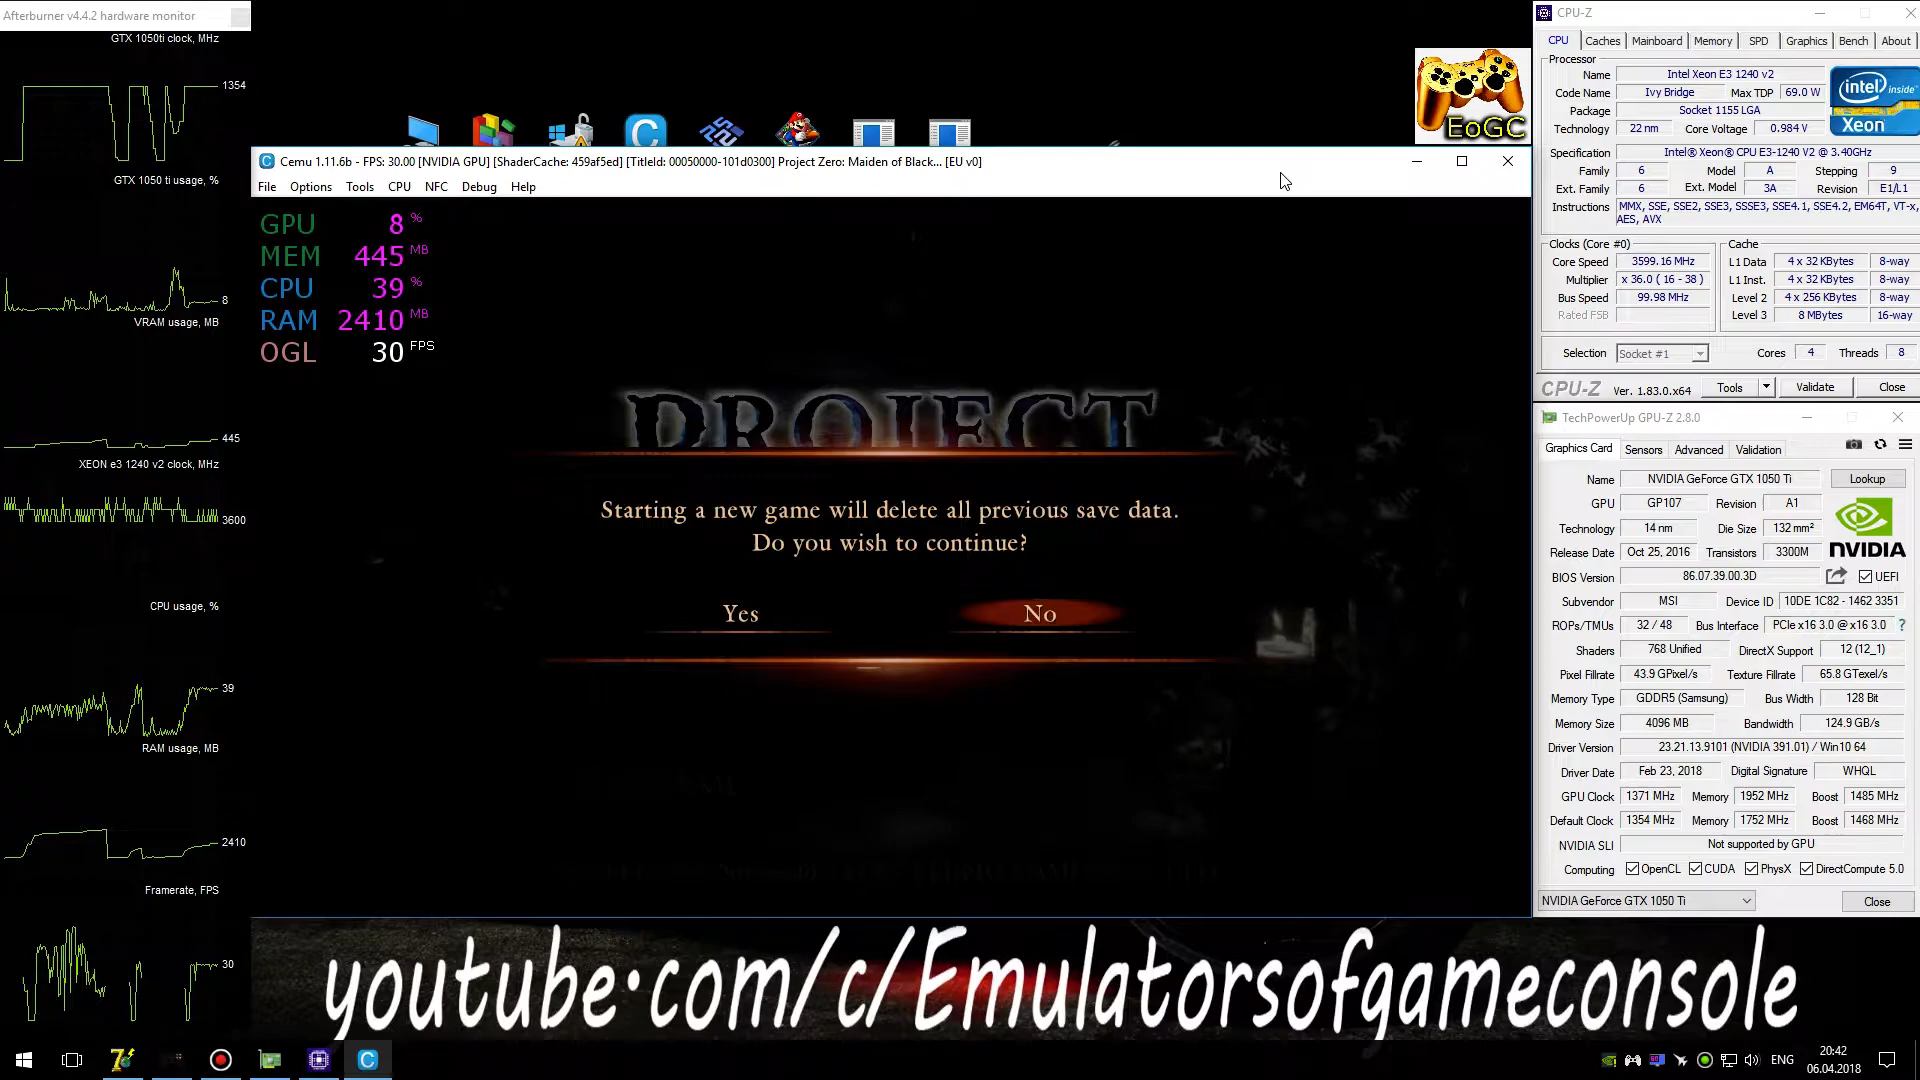 Afterburner v4.4.2 hardware monitor
GTX 1050ti clock, MHz
1354
GTX 1050 ti usage, %
8
VRAM usage, MB
445
XEON e3 1240 v2 clock, MHz
3600
CPU usage, %
39
RAM usage, MB
2410
Framerate, FPS
30
EoGC
Cemu 1.11.6b - FPS: 30.00 [NVIDIA GPU] [ShaderCache: 459af5ed] [TitleId: 00050000-101d0300] Project Zero: Maiden of Black... [EU v0]
File Options Tools CPU NFC Debug Help
GPU 8 %
MEM 445 MB
CPU 39 %
RAM 2410 MB
OGL 30 FPS
PROJECT
Starting a new game will delete all previous save data.
Do you wish to continue?
Yes No
youtube.com/c/Emulatorsofgameconsole
CPU-Z
CPU Caches Mainboard Memory SPD Graphics Bench About
Processor
Name Intel Xeon E3 1240 v2
Code Name Ivy Bridge Max TDP 69.0 W
Package Socket 1155 LGA
Technology 22 nm Core Voltage 0.984 V
intel inside
Xeon
Specification Intel® Xeon® CPU E3-1240 V2 @ 3.40GHz
Family 6 Model A Stepping 9
Ext. Family 6 Ext. Model 3A Revision E1/L1
Instructions MMX, SSE, SSE2, SSE3, SSSE3, SSE4.1, SSE4.2, EM64T, VT-x,
AES, AVX
Clocks (Core #0) Cache
Core Speed 3599.16 MHz L1 Data 4 x 32 KBytes 8-way
Multiplier x 36.0 ( 16 - 38 ) L1 Inst. 4 x 32 KBytes 8-way
Bus Speed 99.98 MHz Level 2 4 x 256 KBytes 8-way
Rated FSB Level 3 8 MBytes 16-way
Selection Socket #1 Cores 4 Threads 8
CPU-Z Ver. 1.83.0.x64 Tools Validate Close
TechPowerUp GPU-Z 2.8.0
Graphics Card Sensors Advanced Validation
Name NVIDIA GeForce GTX 1050 Ti Lookup
GPU GP107 Revision A1
Technology 14 nm Die Size 132 mm²
Release Date Oct 25, 2016 Transistors 3300M
NVIDIA
BIOS Version 86.07.39.00.3D UEFI
Subvendor MSI Device ID 10DE 1C82 - 1462 3351
ROPs/TMUs 32 / 48 Bus Interface PCIe x16 3.0 @ x16 3.0 ?
Shaders 768 Unified DirectX Support 12 (12_1)
Pixel Fillrate 43.9 GPixel/s Texture Fillrate 65.8 GTexel/s
Memory Type GDDR5 (Samsung) Bus Width 128 Bit
Memory Size 4096 MB Bandwidth 124.9 GB/s
Driver Version 23.21.13.9101 (NVIDIA 391.01) / Win10 64
Driver Date Feb 23, 2018 Digital Signature WHQL
GPU Clock 1371 MHz Memory 1952 MHz Boost 1485 MHz
Default Clock 1354 MHz Memory 1752 MHz Boost 1468 MHz
NVIDIA SLI Not supported by GPU
Computing OpenCL CUDA PhysX DirectCompute 5.0
NVIDIA GeForce GTX 1050 Ti Close
ENG
20:42
06.04.2018